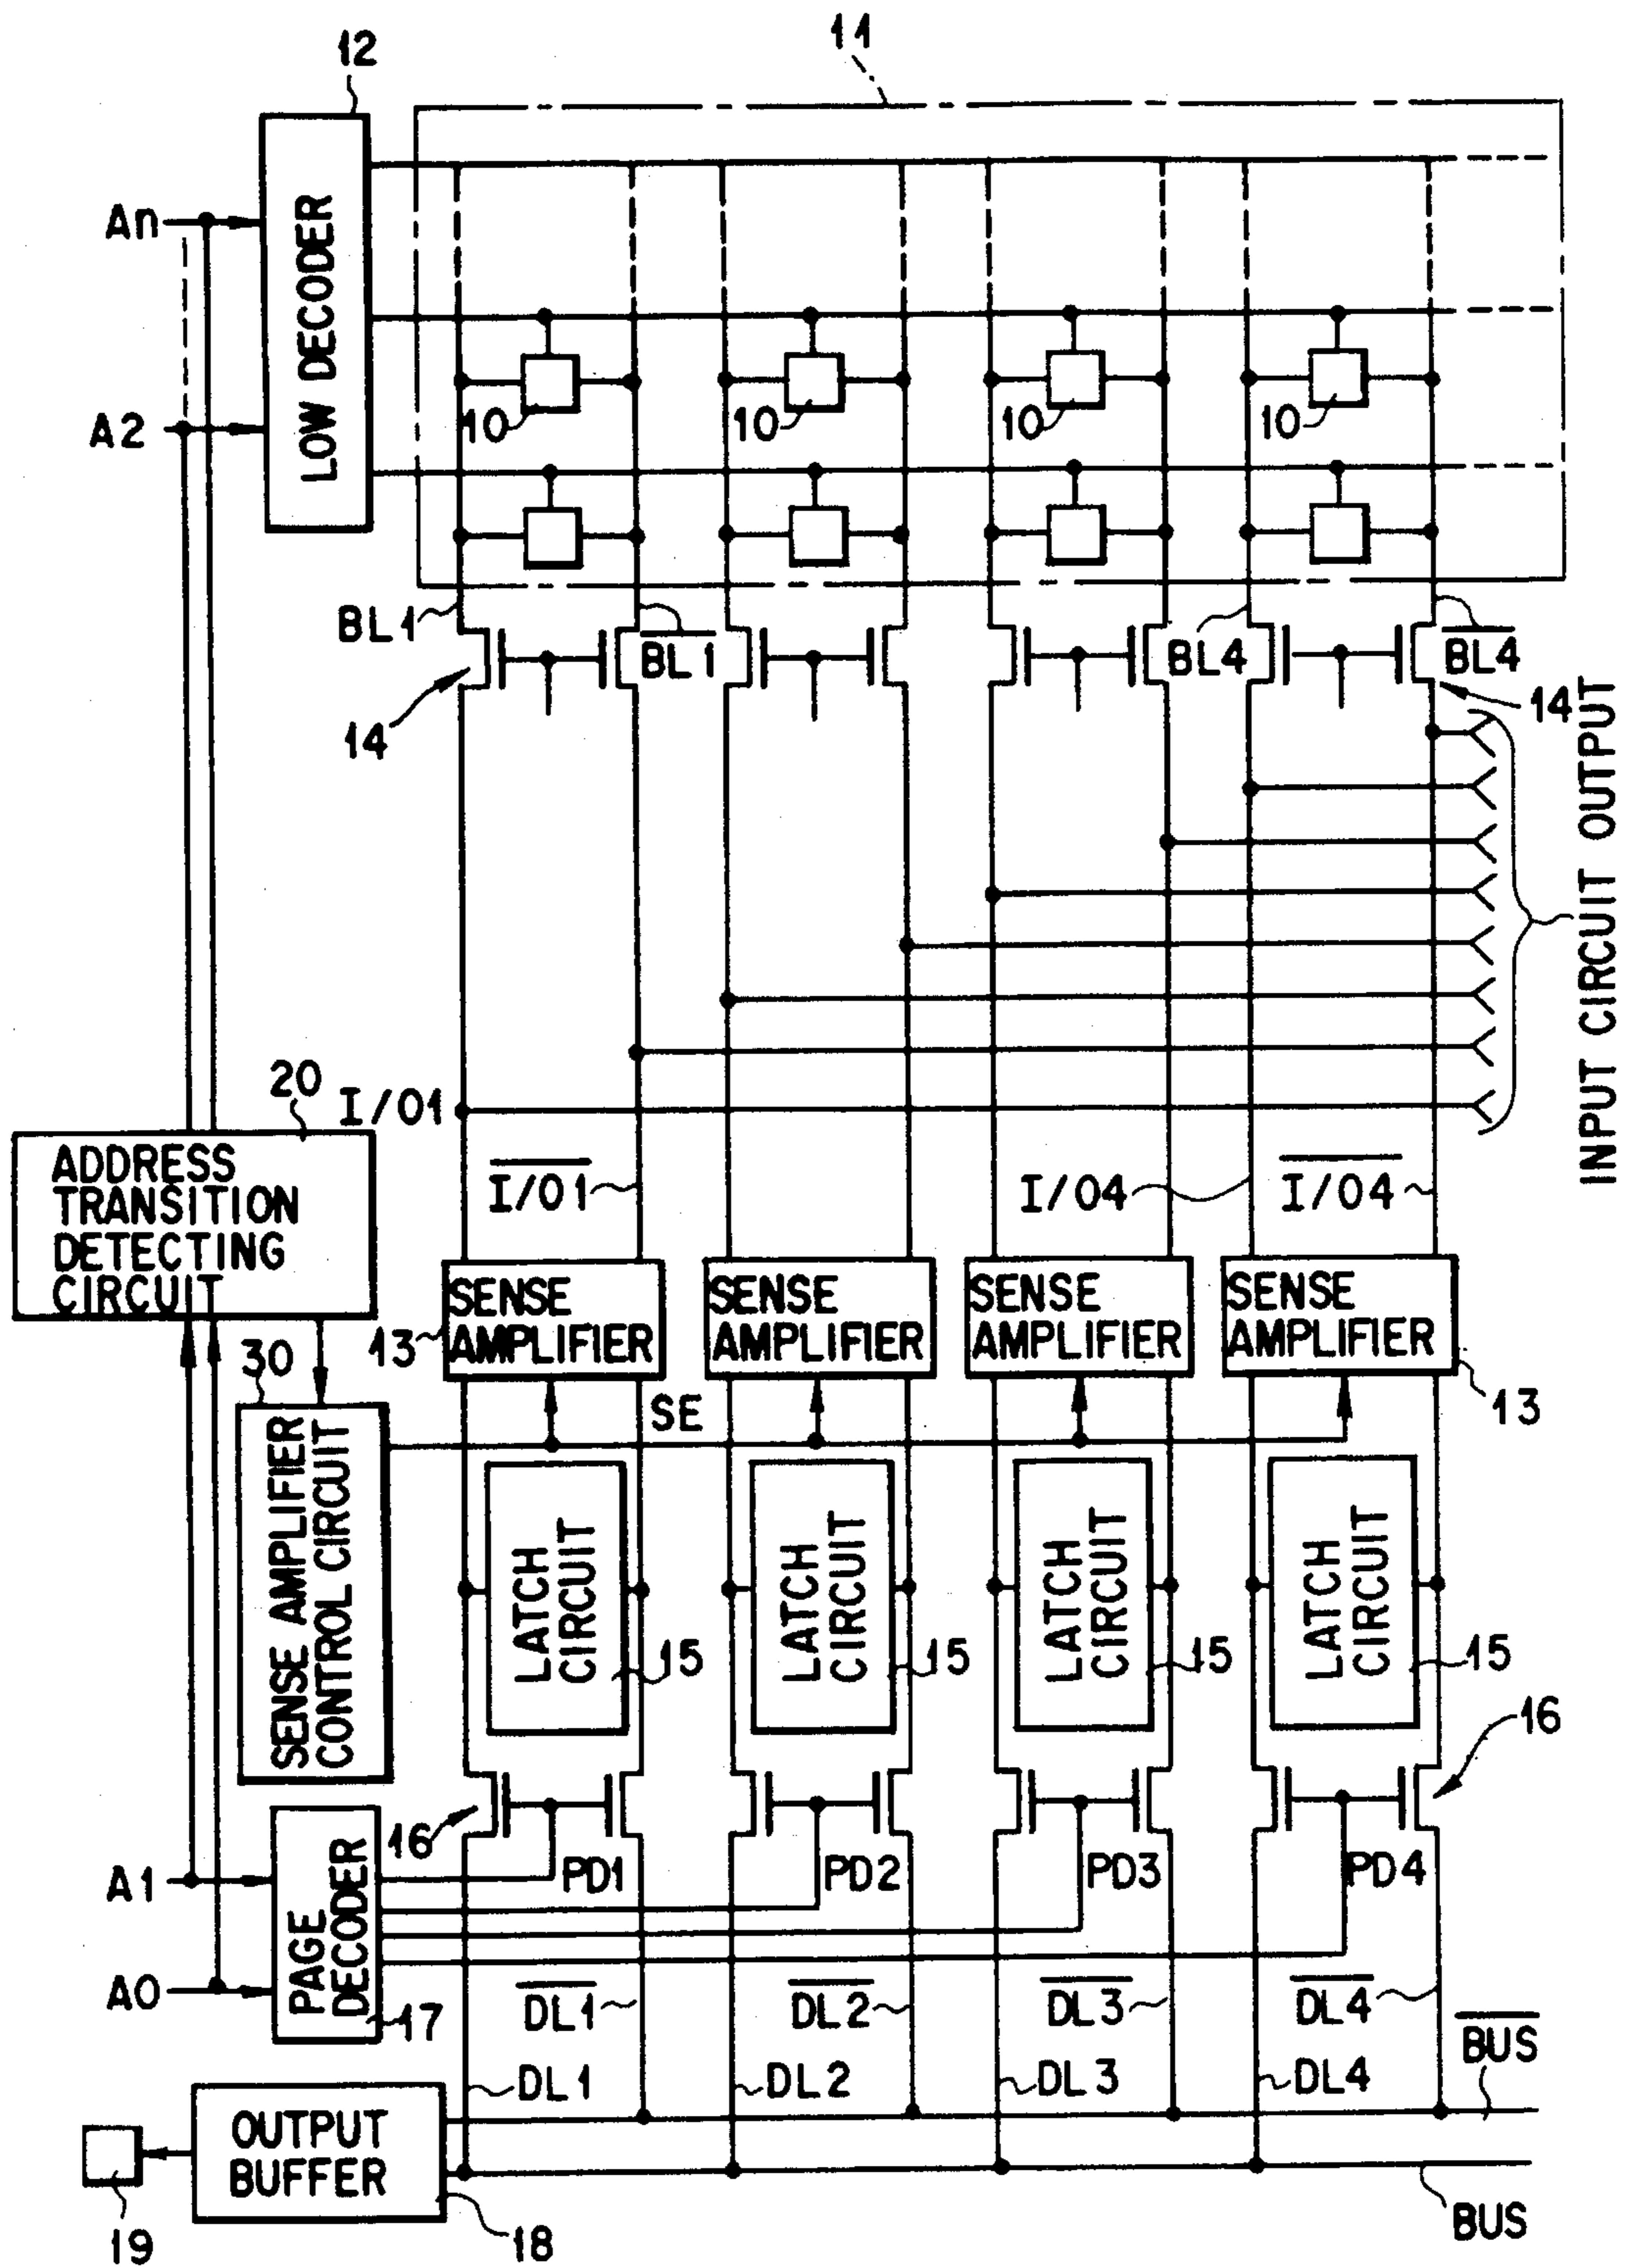 11
12
An
LOW DECODER
A2
10
10
10
10
BL1
BL1
BL4
BL4
14
14
INPUT CIRCUIT OUTPUT
20
I/O1
ADDRESS
TRANSITION
DETECTING
CIRCUIT
I/O1
I/O4
I/O4
SENSE
AMPLIFIER
SENSE
AMPLIFIER
SENSE
AMPLIFIER
SENSE
AMPLIFIER
13
13
30
SE
SENSE AMPLIFIER
CONTROL CIRCUIT
LATCH
CIRCUIT
LATCH
CIRCUIT
LATCH
CIRCUIT
LATCH
CIRCUIT
15
15
15
15
16
16
A1
PAGE
DECODER
PD1
PD2
PD3
PD4
A0
17
DL1
DL2
DL3
DL4
BUS
DL1
DL2
DL3
DL4
OUTPUT
BUFFER
19
18
BUS